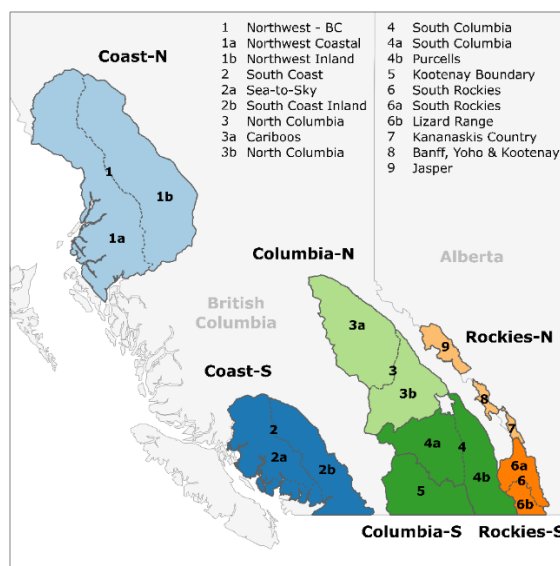 1 Northwest - BC
1a Northwest Coastal
1b Northwest Inland
2 South Coast
2a Sea-to-Sky
2b South Coast Inland
3 North Columbia
3a Cariboos
3b North Columbia
4 South Columbia
4a South Columbia
4b Purcells
5 Kootenay Boundary
6 South Rockies
6a South Rockies
6b Lizard Range
7 Kananaskis Country
8 Banff, Yoho & Kootenay
9 Jasper
Coast-N
1
1b
1a
Columbia-N
Alberta
British
Columbia
3a
9
Rockies-N
3
Coast-S
3b
8
2
7
4a
4
2a
2b
6a
4b
6
5
6b
Columbia-S
Rockies-S